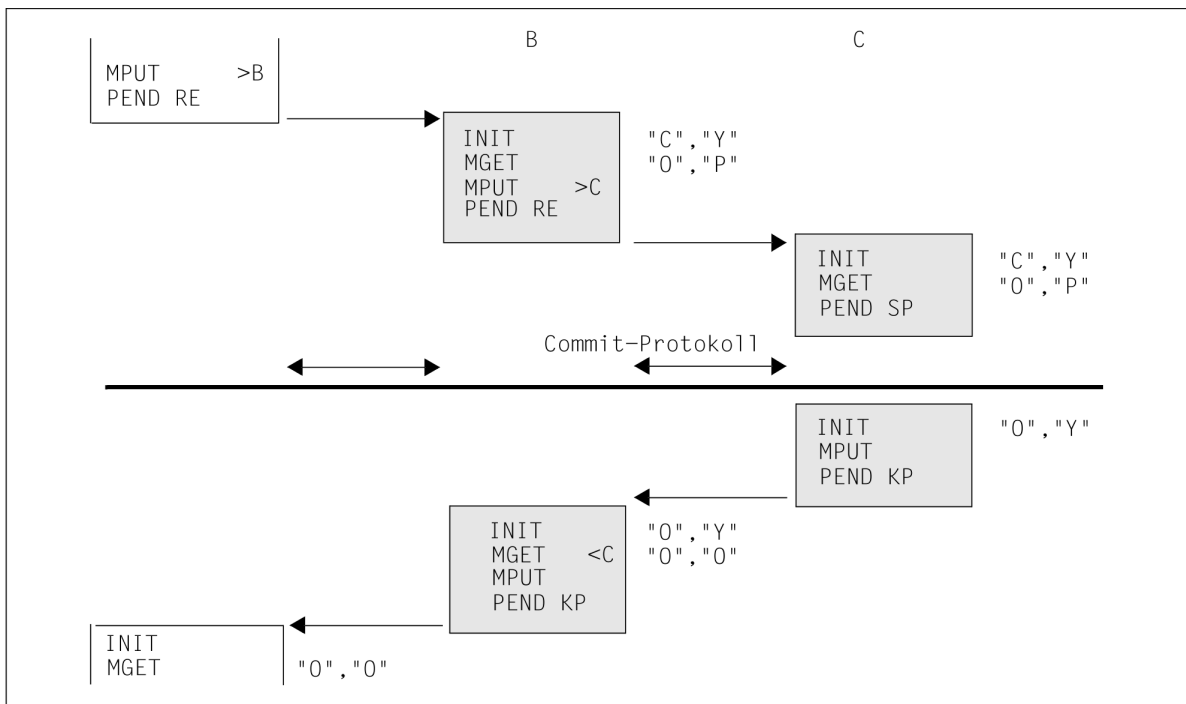 B C
MPUT >B
PEND RE
INIT
MGET
MPUT >C
PEND RE
"C","Y"
"O","P"
INIT
MGET
PEND SP
"C","Y"
"O","P"
Commit-Protokoll
INIT
MPUT
PEND KP
"O","Y"
INIT
MGET <C
MPUT
PEND KP
"O","Y"
"O","O"
INIT
MGET
"O","O"